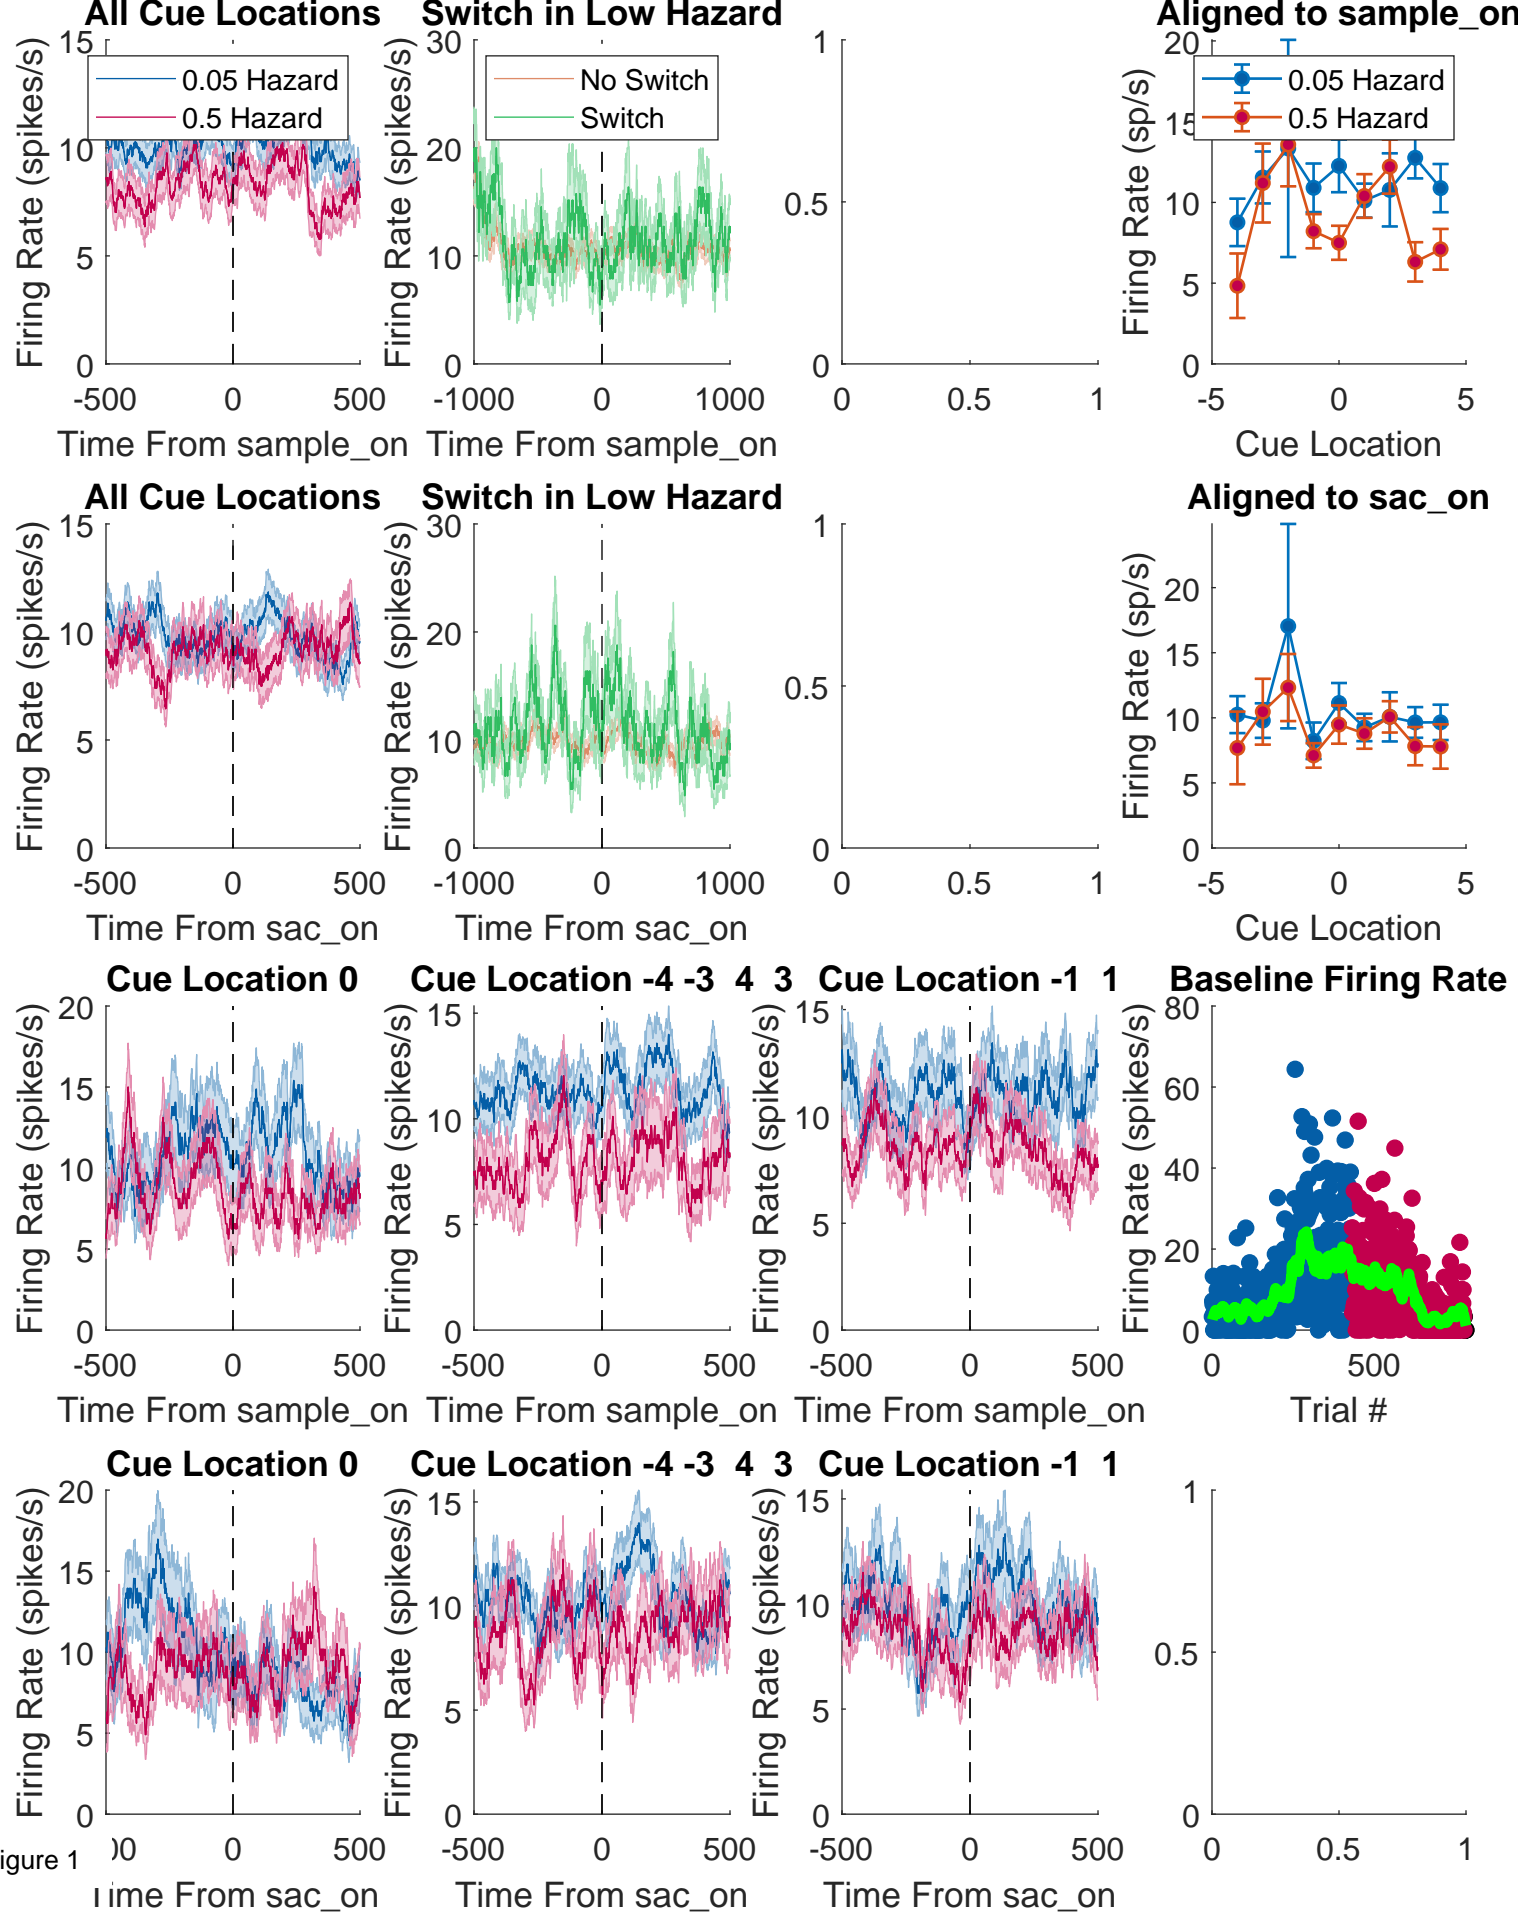 All Cue Locations
Switch in Low Hazard
Aligned to sample_on
15
10
5
0
Firing Rate (spikes/s)
0.05 Hazard
0.5 Hazard
-500
0
500
Time From sample_on
30
20
10
0
Firing Rate (spikes/s)
No Switch
Switch
-1000
0
1000
Time From sample_on
1
0.5
0
0
0.5
1
20
15
10
5
0
Firing Rate (sp/s)
0.05 Hazard
0.5 Hazard
-5
0
5
Cue Location
All Cue Locations
Switch in Low Hazard
Aligned to sac_on
15
10
5
0
Firing Rate (spikes/s)
-500
0
500
Time From sac_on
30
20
10
0
Firing Rate (spikes/s)
-1000
0
1000
Time From sac_on
1
0.5
0
0
0.5
1
20
15
10
5
0
Firing Rate (sp/s)
-5
0
5
Cue Location
Cue Location 0
Cue Location -4 -3 4 3
Cue Location -1 1
Baseline Firing Rate
20
15
10
5
0
Firing Rate (spikes/s)
-500
0
500
Time From sample_on
15
10
5
0
Firing Rate (spikes/s)
-500
0
500
Time From sample_on
15
10
5
0
Firing Rate (spikes/s)
-500
0
500
Time From sample_on
80
60
40
20
0
Firing Rate (spikes/s)
0
500
Trial #
Cue Location 0
Cue Location -4 -3 4 3
Cue Location -1 1
20
15
10
5
0
Firing Rate (spikes/s)
00
0
500
Time From sac_on
15
10
5
0
Firing Rate (spikes/s)
-500
0
500
Time From sac_on
15
10
5
0
Firing Rate (spikes/s)
-500
0
500
Time From sac_on
1
0.5
0
0
0.5
1
igure 1